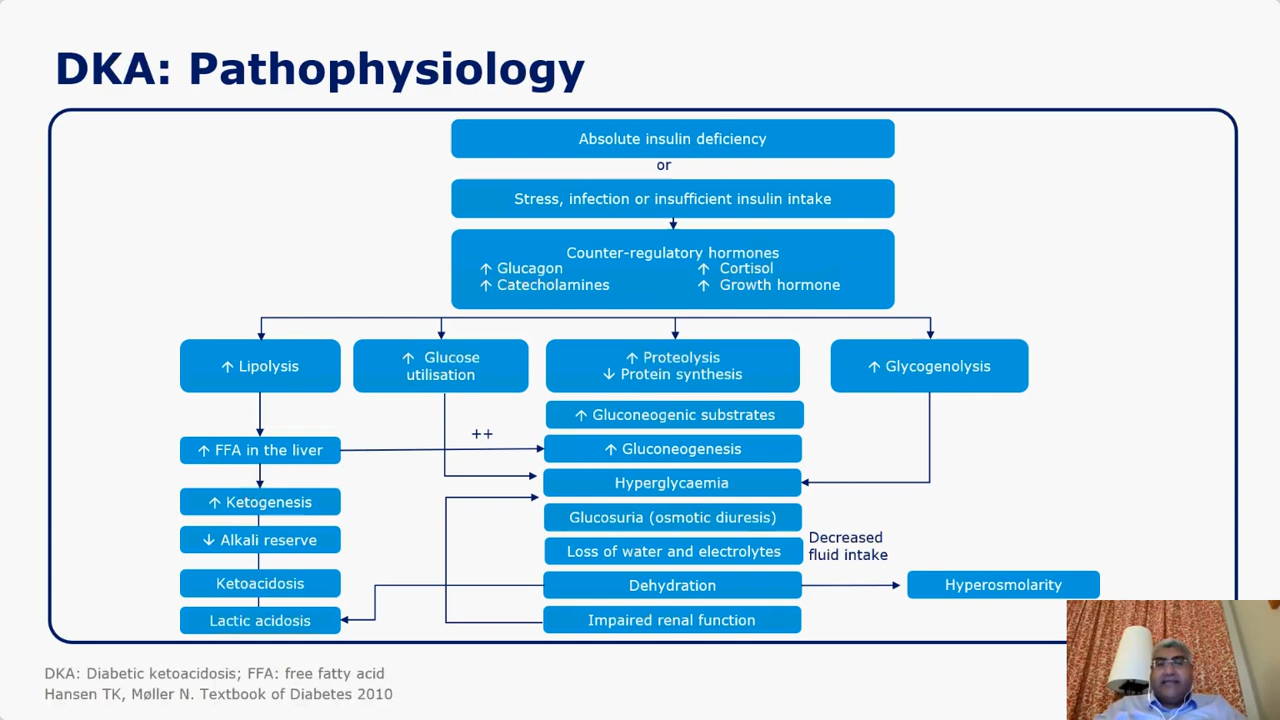 DKA: Pathophysiology
Absolute insulin deficiency
or
Stress, infection or insufficient insulin intake
Counter-regulatory hormones
↑ Glucagon ↑ Cortisol
↑ Catecholamines ↑ Growth hormone
↑ Lipolysis
↑ Glucose
utilisation
↑ Proteolysis
↓ Protein synthesis
↑ Glycogenolysis
↑ Gluconeogenic substrates
++
↑ FFA in the liver
↑ Gluconeogenesis
Hyperglycaemia
↑ Ketogenesis
Glucosuria (osmotic diuresis)
↓ Alkali reserve
Loss of water and electrolytes
Decreased
fluid intake
Ketoacidosis
Dehydration
Hyperosmolarity
Lactic acidosis
Impaired renal function
DKA: Diabetic ketoacidosis; FFA: free fatty acid
Hansen TK, Møller N. Textbook of Diabetes 2010